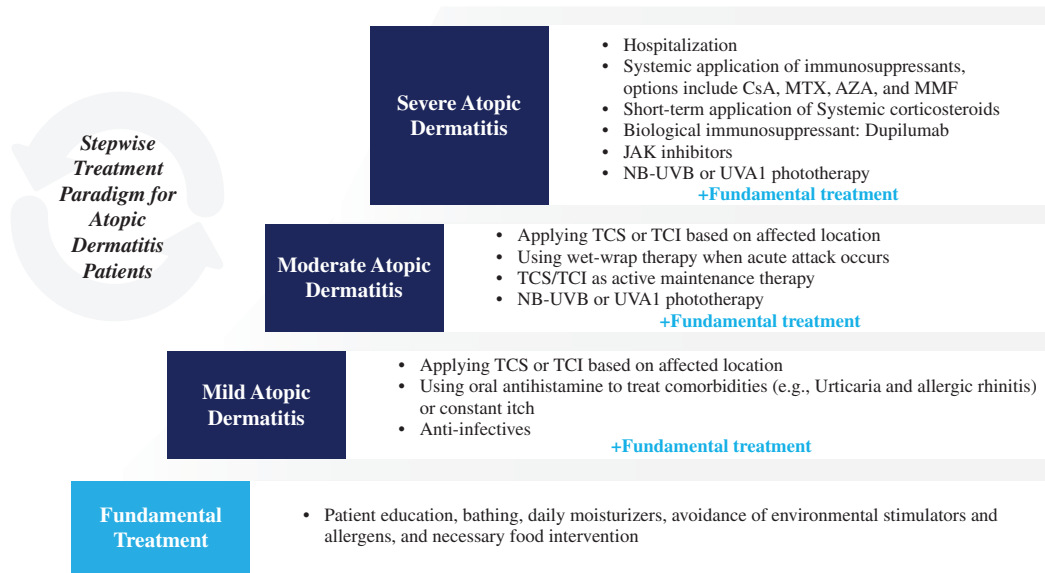 Stepwise
Treatment
Paradigm for
Atopic
Dermatitis
Patients
Severe Atopic
Dermatitis
• Hospitalization
• Systemic application of immunosuppressants,
options include CsA, MTX, AZA, and MMF
• Short-term application of Systemic corticosteroids
• Biological immunosuppressant: Dupilumab
• JAK inhibitors
• NB-UVB or UVA1 phototherapy
+Fundamental treatment
Moderate Atopic
Dermatitis
• Applying TCS or TCI based on affected location
• Using wet-wrap therapy when acute attack occurs
• TCS/TCI as active maintenance therapy
• NB-UVB or UVA1 phototherapy
+Fundamental treatment
Mild Atopic
Dermatitis
• Applying TCS or TCI based on affected location
• Using oral antihistamine to treat comorbidities (e.g., Urticaria and allergic rhinitis)
or constant itch
• Anti-infectives
+Fundamental treatment
Fundamental
Treatment
• Patient education, bathing, daily moisturizers, avoidance of environmental stimulators and
allergens, and necessary food intervention